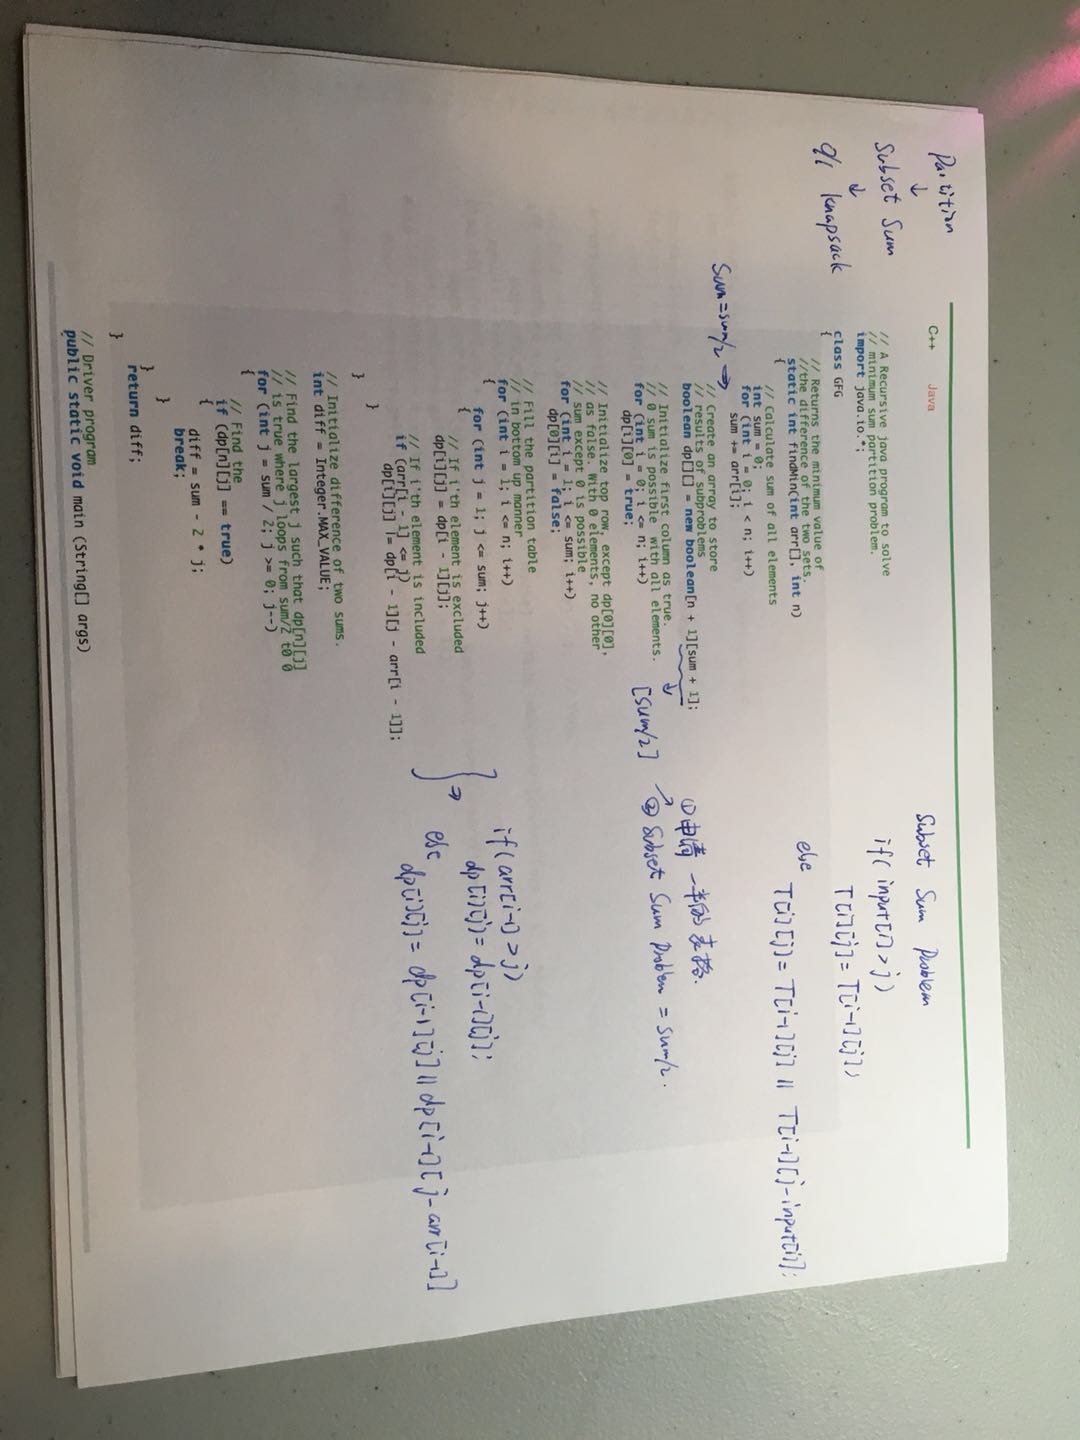 Partition
↓
Subset Sum
↓
0/1 knapsack
C++ Java
// A Recursive java program to solve
// minimum sum partition problem.
import java.io.*;
class GFG
{
// Returns the minimum value of
//the difference of the two sets.
static int findMin(int arr[], int n)
{
// Calculate sum of all elements
int sum = 0;
for (int i = 0; i < n; i++)
sum += arr[i];
Sum = sum/2 ⇒
// Create an array to store
// results of subproblems
boolean dp[][] = new boolean[n + 1][sum + 1];
↓
[sum/2]
// Initialize first column as true.
// 0 sum is possible with all elements.
for (int i = 0; i <= n; i++)
dp[i][0] = true;
// Initialize top row, except dp[0][0],
// as false. With 0 elements, no other
// sum except 0 is possible
for (int i = 1; i <= sum; i++)
dp[0][i] = false;
// Fill the partition table
// in bottom up manner
for (int i = 1; i <= n; i++)
{
for (int j = 1; j <= sum; j++)
{
// If i'th element is excluded
dp[i][j] = dp[i - 1][j];
// If i'th element is included
if (arr[i - 1] <= j)
dp[i][j] |= dp[i - 1][j - arr[i - 1]];
}
}
// Initialize difference of two sums.
int diff = Integer.MAX_VALUE;
// Find the largest j such that dp[n][j]
// is true where j loops from sum/2 t0 0
for (int j = sum / 2; j >= 0; j--)
{
// Find the
if (dp[n][j] == true)
{
diff = sum - 2 * j;
break;
}
}
return diff;
}
// Driver program
public static void main (String[] args)
Subset Sum Problem
if( input[i] > j )
T[i][j] = T[i-1][j];
else
T[i][j] = T[i-1][j] || T[i-1][j-input[i]];
① 申请 一半的 表格.
↗ ② Subset Sum Problem = sum/2.
} ⇒
if( arr[i-1] > j )
dp[i][j] = dp[i-1][j];
else
dp[i][j] = dp[i-1][j] || dp[i-1][j-arr[i-1]]